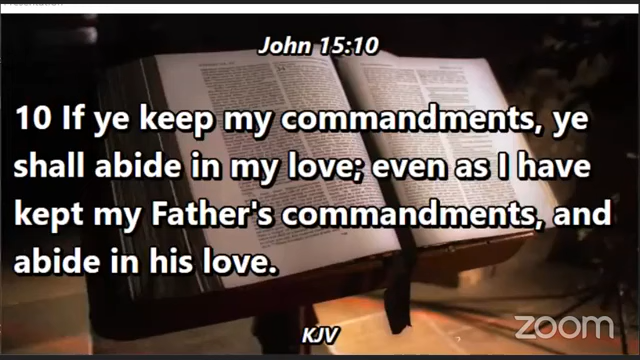 John 15:10
10 If ye keep my commandments, ye
shall abide in my love; even as I have
kept my Father's commandments, and
abide in his love.
KJV
zoom